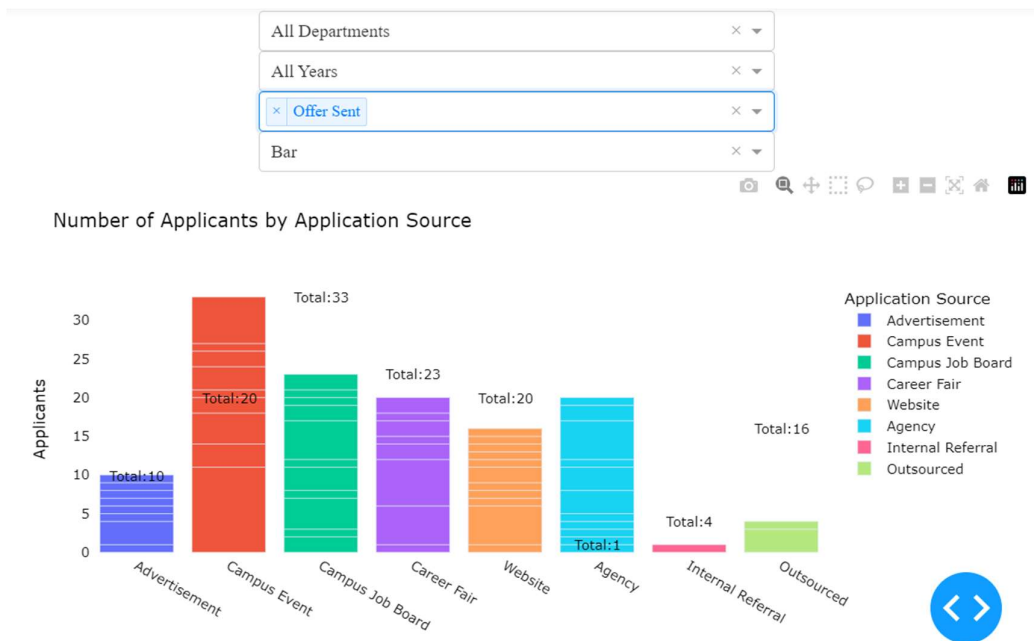 All Departments
All Years
× Offer Sent
Bar
Number of Applicants by Application Source
Applicants
30
25
20
15
10
5
0
Total:10
Total:20
Total:33
Total:23
Total:20
Total:1
Total:4
Total:16
Advertisement
Campus Event
Campus Job Board
Career Fair
Website
Agency
Internal Referral
Outsourced
Application Source
Advertisement
Campus Event
Campus Job Board
Career Fair
Website
Agency
Internal Referral
Outsourced